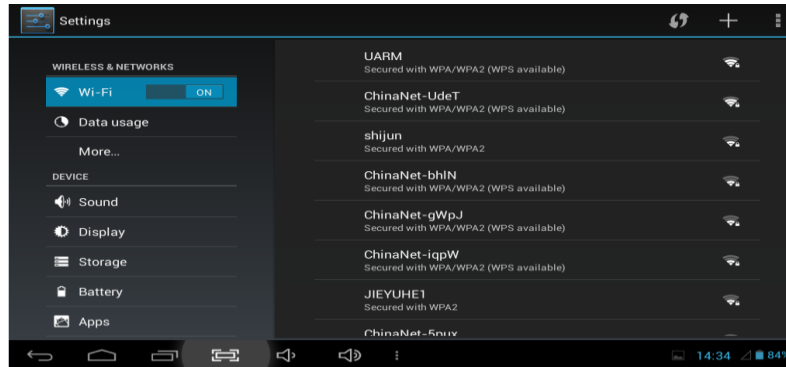 Settings
WIRELESS & NETWORKS
Wi-Fi ON
Data usage
More...
DEVICE
Sound
Display
Storage
Battery
Apps
UARM
Secured with WPA/WPA2 (WPS available)
ChinaNet-UdeT
Secured with WPA/WPA2 (WPS available)
shijun
Secured with WPA/WPA2
ChinaNet-bhlN
Secured with WPA/WPA2 (WPS available)
ChinaNet-gWpJ
Secured with WPA/WPA2 (WPS available)
ChinaNet-iqpW
Secured with WPA/WPA2 (WPS available)
JIEYUHE1
Secured with WPA2
ChinaNet-5nux
14:34 84%